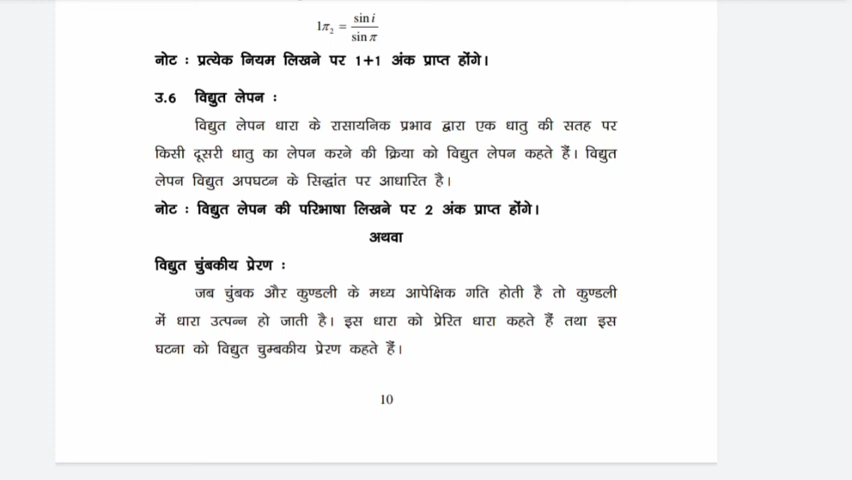 1π₂ = sin i / sin π
नोट : प्रत्येक नियम लिखने पर 1+1 अंक प्राप्त होंगे।
उ.6 विद्युत लेपन :
विद्युत लेपन धारा के रासायनिक प्रभाव द्वारा एक धातु की सतह पर
किसी दूसरी धातु का लेपन करने की क्रिया को विद्युत लेपन कहते हैं। विद्युत
लेपन विद्युत अपघटन के सिद्धांत पर आधारित है।
नोट : विद्युत लेपन की परिभाषा लिखने पर 2 अंक प्राप्त होंगे।
अथवा
विद्युत चुंबकीय प्रेरण :
जब चुंबक और कुण्डली के मध्य आपेक्षिक गति होती है तो कुण्डली
में धारा उत्पन्न हो जाती है। इस धारा को प्रेरित धारा कहते हैं तथा इस
घटना को विद्युत चुम्बकीय प्रेरण कहते हैं।
10